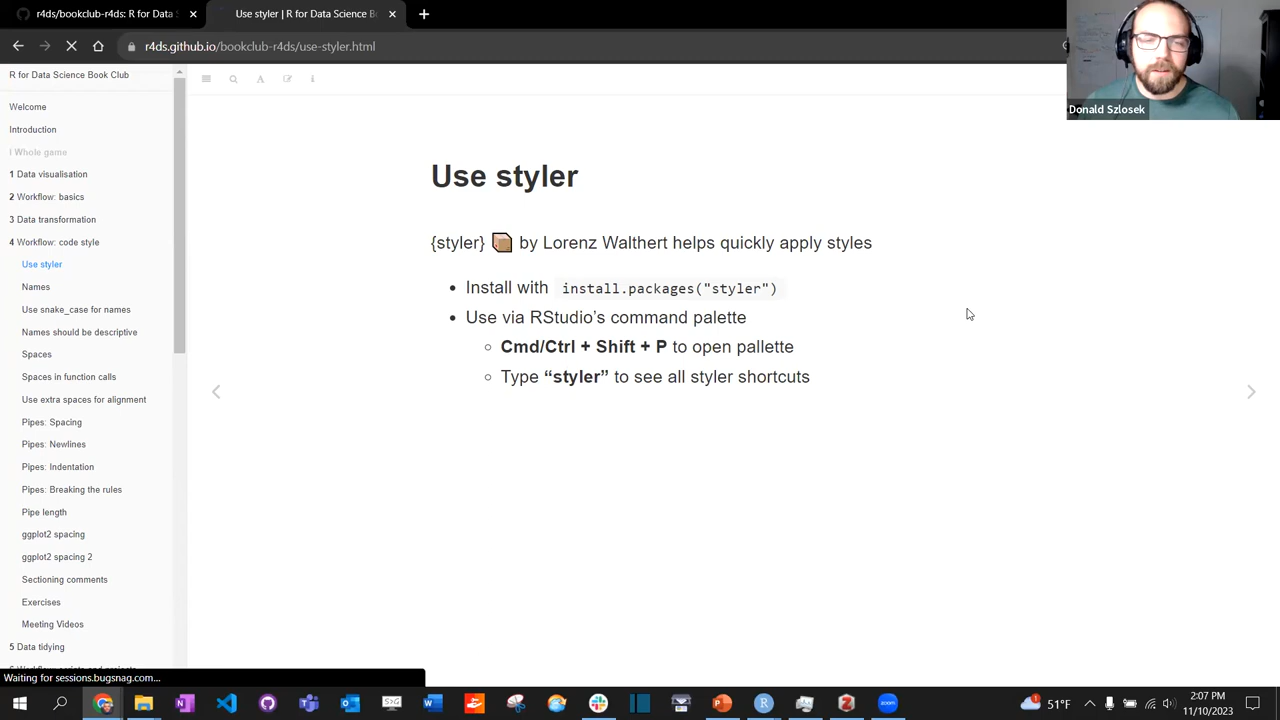 r4ds/bookclub-r4ds: R for Data S
Use styler | R for Data Science Bo
r4ds.github.io/bookclub-r4ds/use-styler.html
Donald Szlosek
R for Data Science Book Club
Welcome
Introduction
I Whole game
1 Data visualisation
2 Workflow: basics
3 Data transformation
4 Workflow: code style
Use styler
Names
Use snake_case for names
Names should be descriptive
Spaces
Spaces in function calls
Use extra spaces for alignment
Pipes: Spacing
Pipes: Newlines
Pipes: Indentation
Pipes: Breaking the rules
Pipe length
ggplot2 spacing
ggplot2 spacing 2
Sectioning comments
Exercises
Meeting Videos
5 Data tidying
Use styler
{styler} 📦 by Lorenz Walthert helps quickly apply styles
• Install with install.packages("styler")
• Use via RStudio’s command palette
◦ Cmd/Ctrl + Shift + P to open pallette
◦ Type “styler” to see all styler shortcuts
Waiting for sessions.bugsnag.com...
51°F
2:07 PM
11/10/2023